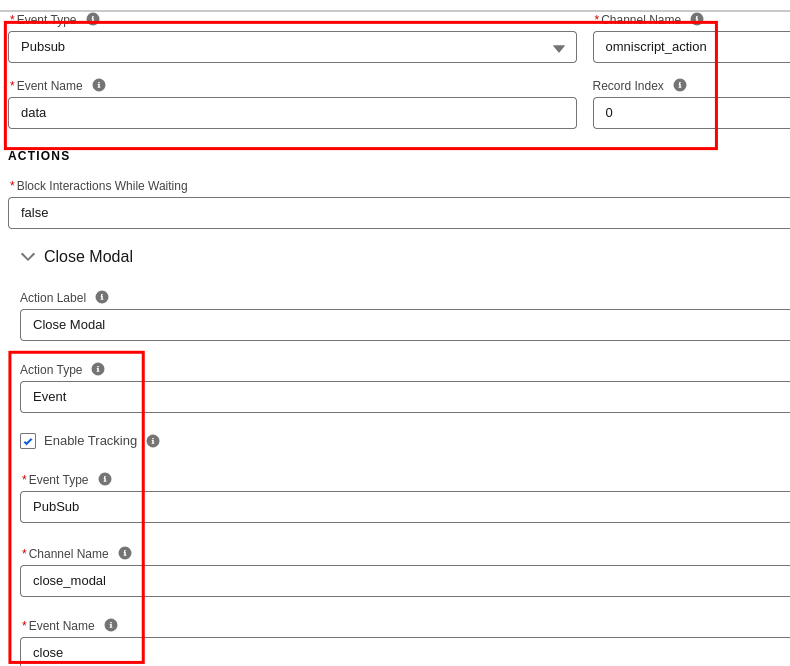 *Event Type
*Channel Name
Pubsub
omniscript_action
*Event Name
Record Index
data
0
ACTIONS
*Block Interactions While Waiting
false
Close Modal
Action Label
Close Modal
Action Type
Event
Enable Tracking
*Event Type
PubSub
*Channel Name
close_modal
*Event Name
close